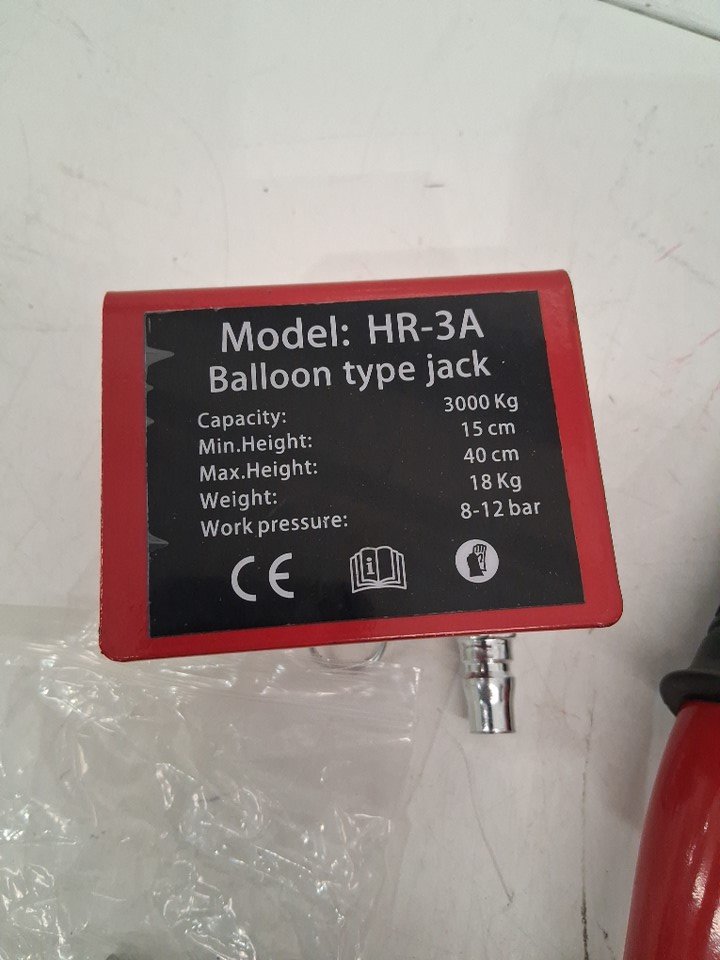 Model: HR-3A
Balloon type jack
Capacity: 3000 Kg
Min.Height: 15 cm
Max.Height: 40 cm
Weight: 18 Kg
Work pressure: 8-12 bar
CE i